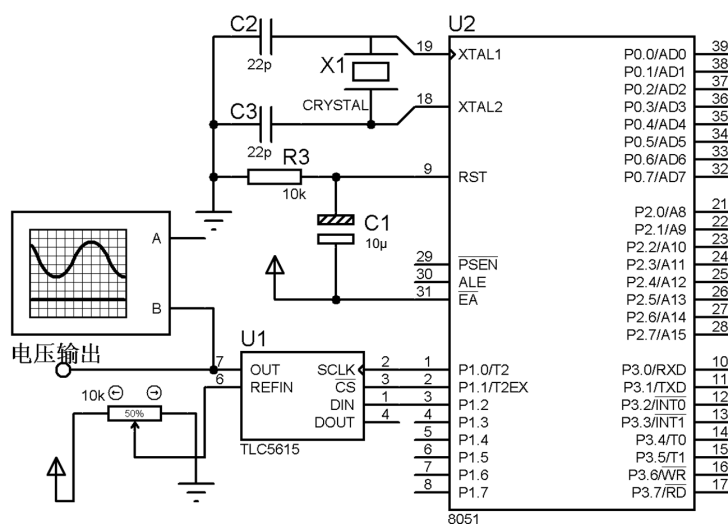 C2
22p
X1
CRYSTAL
C3
22p
R3
10k
C1
10μ
A
B
电压输出
10k
50%
U1
7 OUT
6 REFIN
SCLK 2
CS 3
DIN 1
DOUT 4
TLC5615
U2
19 XTAL1
18 XTAL2
9 RST
29 PSEN
30 ALE
31 EA
1 P1.0/T2
2 P1.1/T2EX
3 P1.2
4 P1.3
5 P1.4
6 P1.5
7 P1.6
8 P1.7
P0.0/AD0 39
P0.1/AD1 38
P0.2/AD2 37
P0.3/AD3 36
P0.4/AD4 35
P0.5/AD5 34
P0.6/AD6 33
P0.7/AD7 32
P2.0/A8 21
P2.1/A9 22
P2.2/A10 23
P2.3/A11 24
P2.4/A12 25
P2.5/A13 26
P2.6/A14 27
P2.7/A15 28
P3.0/RXD 10
P3.1/TXD 11
P3.2/INT0 12
P3.3/INT1 13
P3.4/T0 14
P3.5/T1 15
P3.6/WR 16
P3.7/RD 17
8051